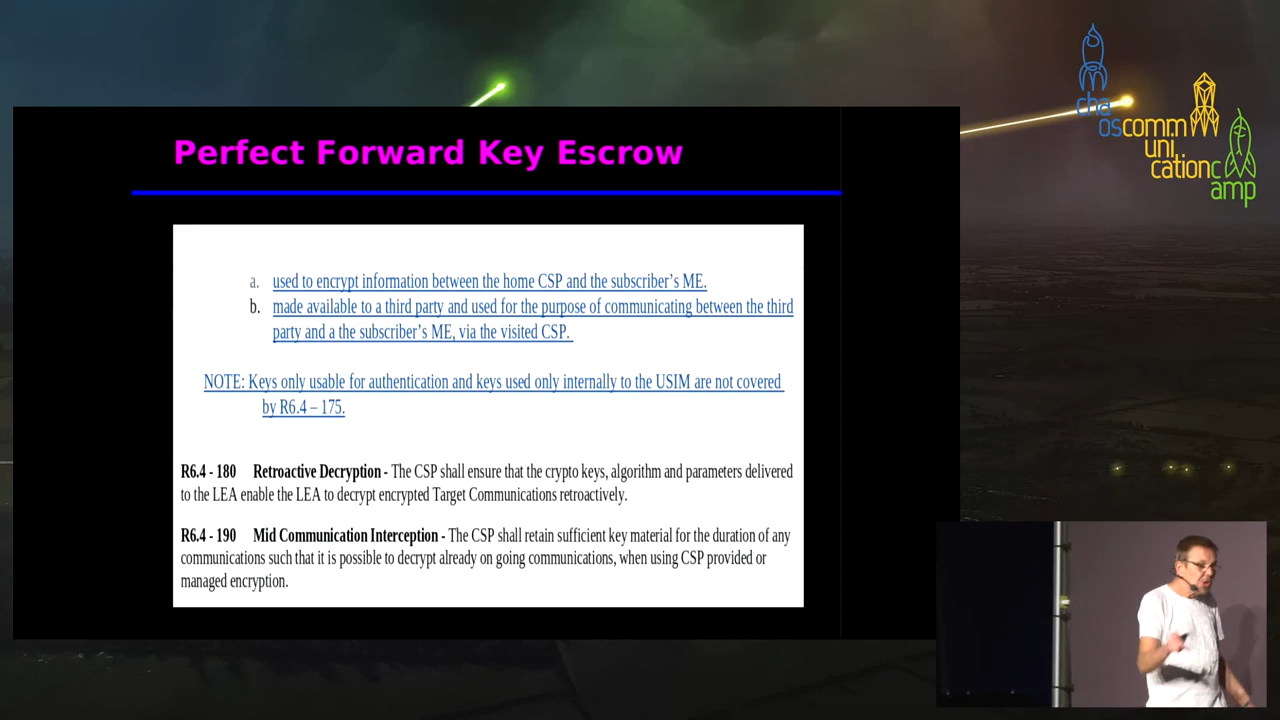 Perfect Forward Key Escrow
a. used to encrypt information between the home CSP and the subscriber’s ME.
b. made available to a third party and used for the purpose of communicating between the third
party and a the subscriber’s ME, via the visited CSP.
NOTE: Keys only usable for authentication and keys used only internally to the USIM are not covered
by R6.4 – 175.
R6.4 - 180 Retroactive Decryption - The CSP shall ensure that the crypto keys, algorithm and parameters delivered
to the LEA enable the LEA to decrypt encrypted Target Communications retroactively.
R6.4 - 190 Mid Communication Interception - The CSP shall retain sufficient key material for the duration of any
communications such that it is possible to decrypt already on going communications, when using CSP provided or
managed encryption.
cha
oscomm
uni
cationc
amp